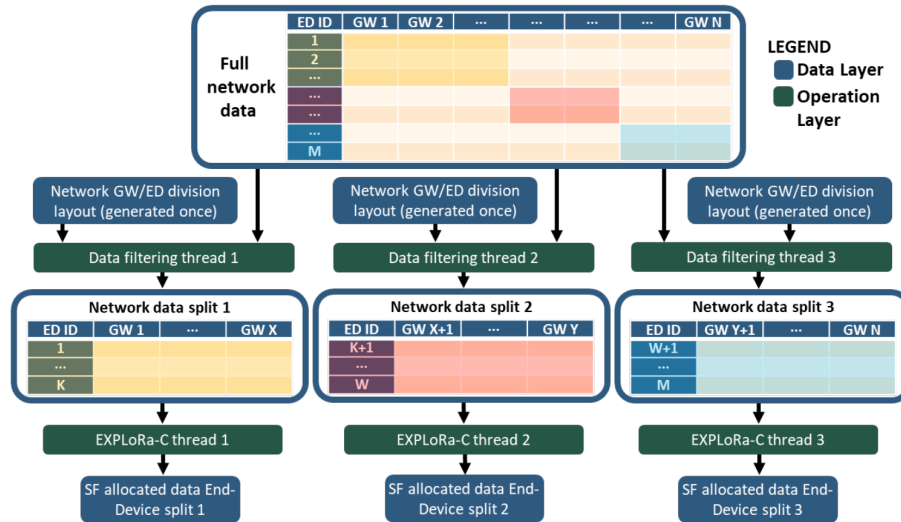 Full network data
ED ID GW 1 GW 2 ... ... ... GW N
1
2
...
...
...
...
M
LEGEND
Data Layer
Operation
Layer
Network GW/ED division
layout (generated once)
Network GW/ED division
layout (generated once)
Network GW/ED division
layout (generated once)
Data filtering thread 1
Data filtering thread 2
Data filtering thread 3
Network data split 1
ED ID GW 1 ... GW X
1
...
K
Network data split 2
ED ID GW X+1 ... GW Y
K+1
...
W
Network data split 3
ED ID GW Y+1 ... GW N
W+1
...
M
EXPLoRa-C thread 1
EXPLoRa-C thread 2
EXPLoRa-C thread 3
SF allocated data End-
Device split 1
SF allocated data End-
Device split 2
SF allocated data End-
Device split 3